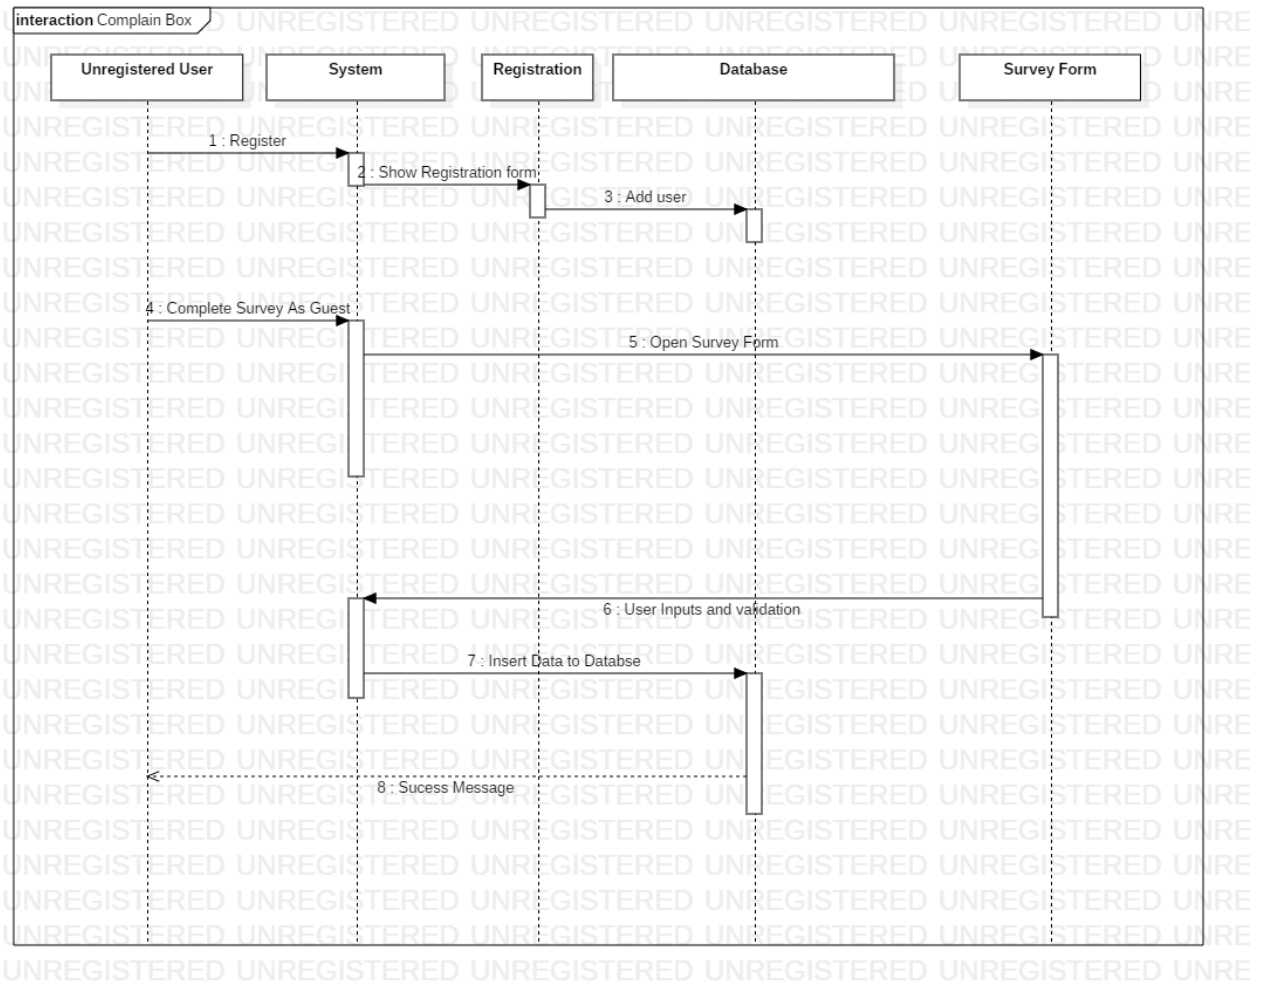 interaction Complain Box
Unregistered User
System
Registration
Database
Survey Form
1 : Register
2 : Show Registration form
3 : Add user
4 : Complete Survey As Guest
5 : Open Survey Form
6 : User Inputs and validation
7 : Insert Data to Databse
8 : Sucess Message
UNREGISTERED UNREGISTERED UNREGISTERED UNREGISTERED UNREGISTERED UNRE